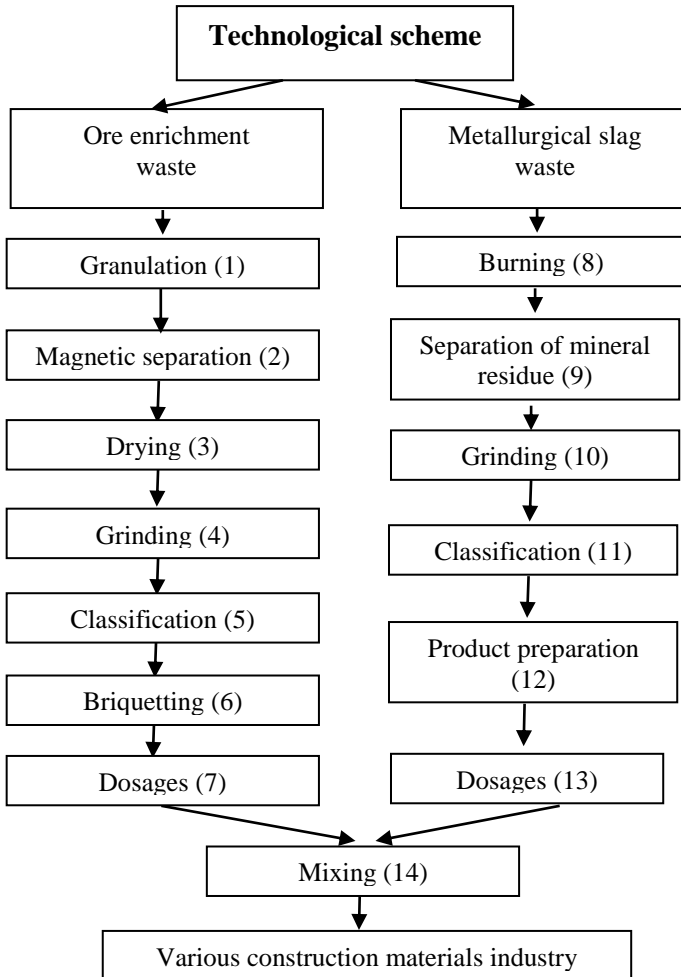 Technological scheme
Ore enrichment
waste
Granulation (1)
Magnetic separation (2)
Drying (3)
Grinding (4)
Classification (5)
Briquetting (6)
Dosages (7)
Metallurgical slag
waste
Burning (8)
Separation of mineral
residue (9)
Grinding (10)
Classification (11)
Product preparation
(12)
Dosages (13)
Mixing (14)
Various construction materials industry